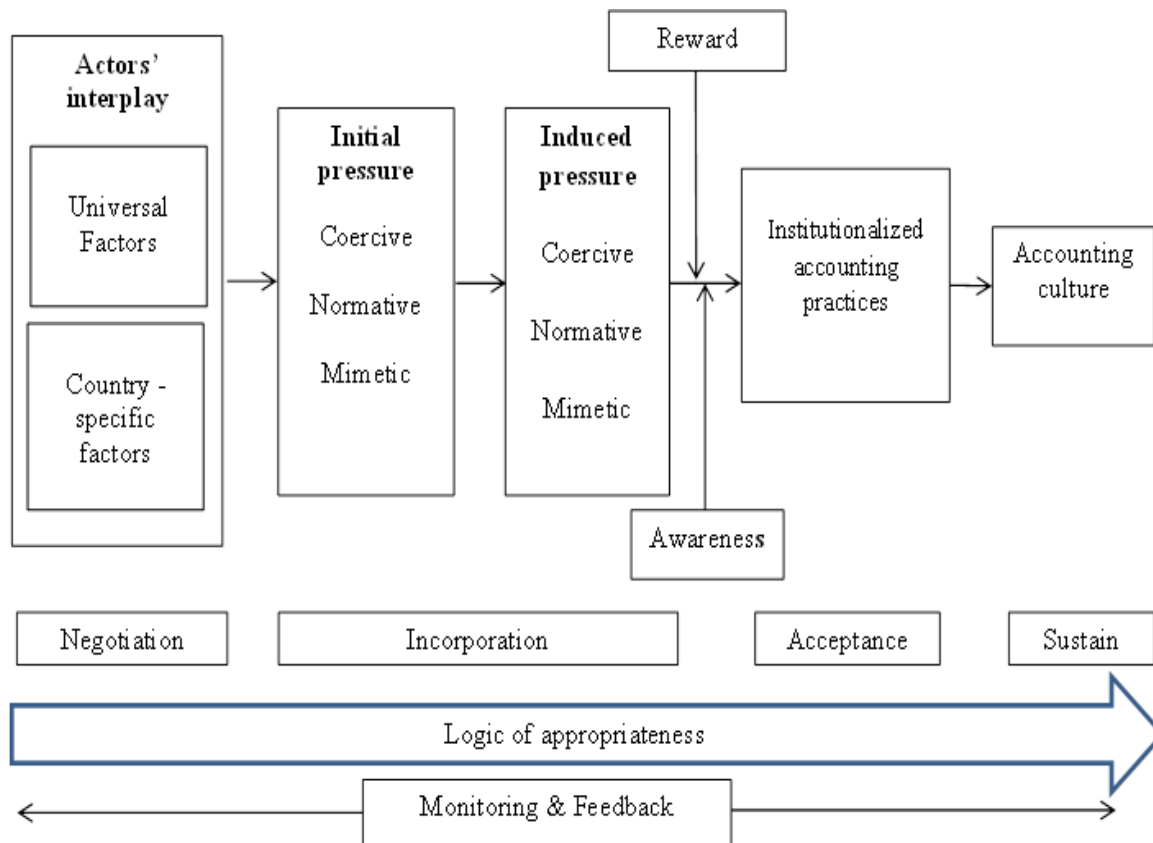 Reward
Actors'
interplay
Universal
Factors
Country -
specific
factors
Initial
pressure
Coercive
Normative
Mimetic
Induced
pressure
Coercive
Normative
Mimetic
Awareness
Institutionalized
accounting
practices
Accounting
culture
Negotiation
Incorporation
Acceptance
Sustain
Logic of appropriateness
Monitoring & Feedback